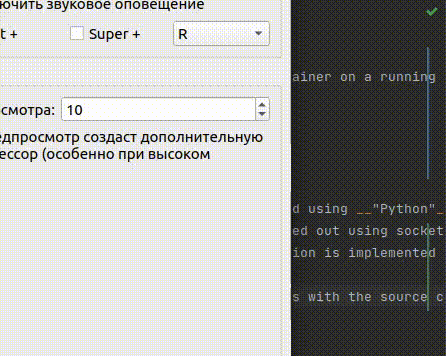 ючить звуковое оповещение
t + Super + R
ainer on a running
осмотра: 10
едпросмотр создаст дополнительную
ессор (особенно при высоком
d using __"Python"_
ed out using socket
ion is implemented
s with the source c